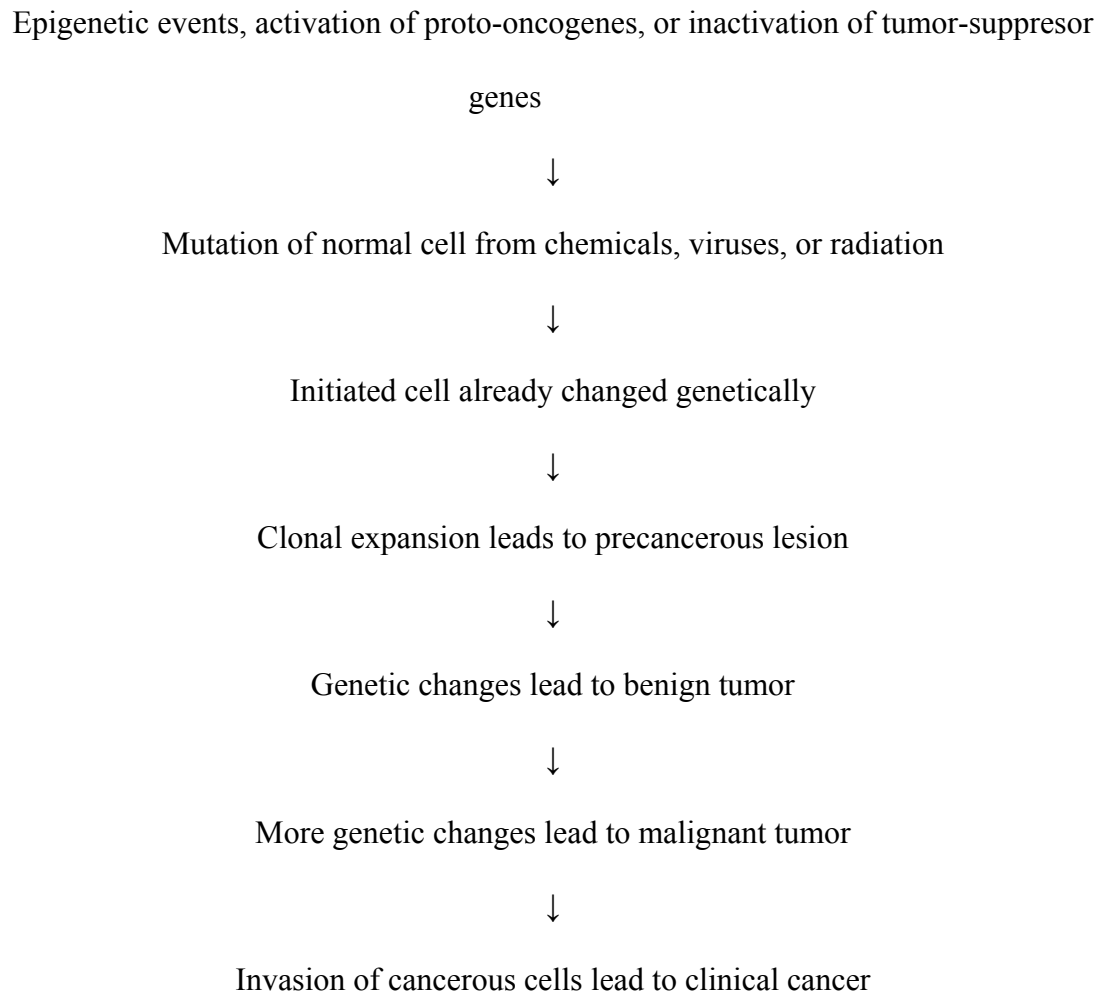 Epigenetic events, activation of proto-oncogenes, or inactivation of tumor-suppresor
genes
↓
Mutation of normal cell from chemicals, viruses, or radiation
↓
Initiated cell already changed genetically
↓
Clonal expansion leads to precancerous lesion
↓
Genetic changes lead to benign tumor
↓
More genetic changes lead to malignant tumor
↓
Invasion of cancerous cells lead to clinical cancer